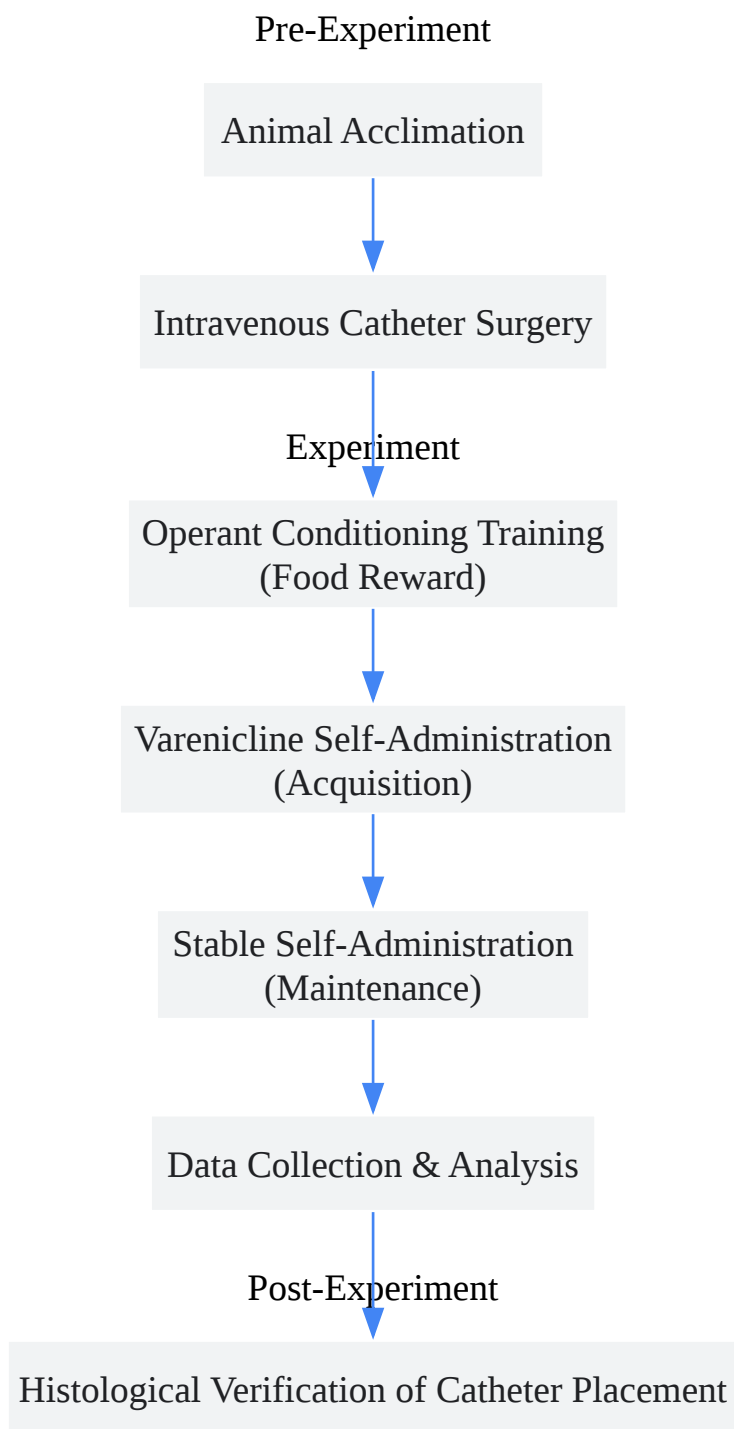 Pre-Experiment
Animal Acclimation
Intravenous Catheter Surgery
Experiment
Operant Conditioning Training
(Food Reward)
Varenicline Self-Administration
(Acquisition)
Stable Self-Administration
(Maintenance)
Data Collection & Analysis
Post-Experiment
Histological Verification of Catheter Placement